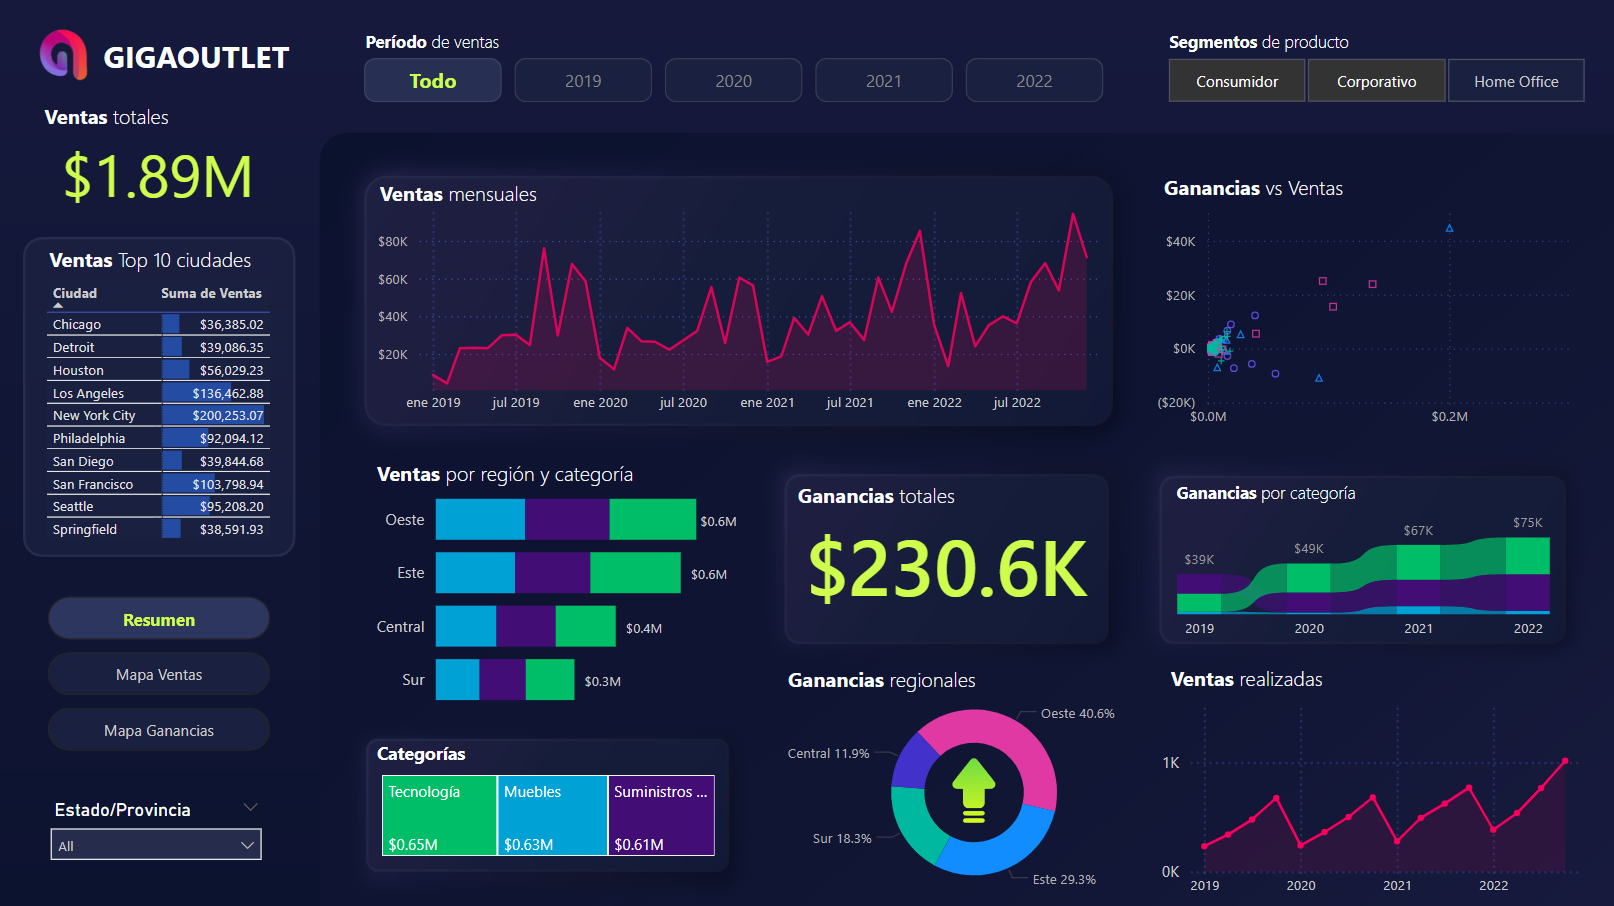 GIGAOUTLET
Ventas totales
$1.89M
Ventas Top 10 ciudades
Ciudad Suma de Ventas
Chicago $36,385.02
Detroit $39,086.35
Houston $56,029.23
Los Angeles $136,462.88
New York City $200,253.07
Philadelphia $92,094.12
San Diego $39,844.68
San Francisco $103,798.94
Seattle $95,208.20
Springfield $38,591.93
Resumen
Mapa Ventas
Mapa Ganancias
Estado/Provincia
All
Período de ventas
Todo 2019 2020 2021 2022
Segmentos de producto
Consumidor Corporativo Home Office
Ventas mensuales
$80K
$60K
$40K
$20K
ene 2019 jul 2019 ene 2020 jul 2020 ene 2021 jul 2021 ene 2022 jul 2022
Ganancias vs Ventas
$40K
$20K
$0K
($20K)
$0.0M $0.2M
Ventas por región y categoría
Oeste $0.6M
Este $0.6M
Central $0.4M
Sur $0.3M
Categorías
Tecnología Muebles Suministros ...
$0.65M $0.63M $0.61M
Ganancias totales
$230.6K
Ganancias regionales
Oeste 40.6%
Central 11.9%
Sur 18.3%
Este 29.3%
Ganancias por categoría
$39K $49K $67K $75K
2019 2020 2021 2022
Ventas realizadas
1K
0K
2019 2020 2021 2022